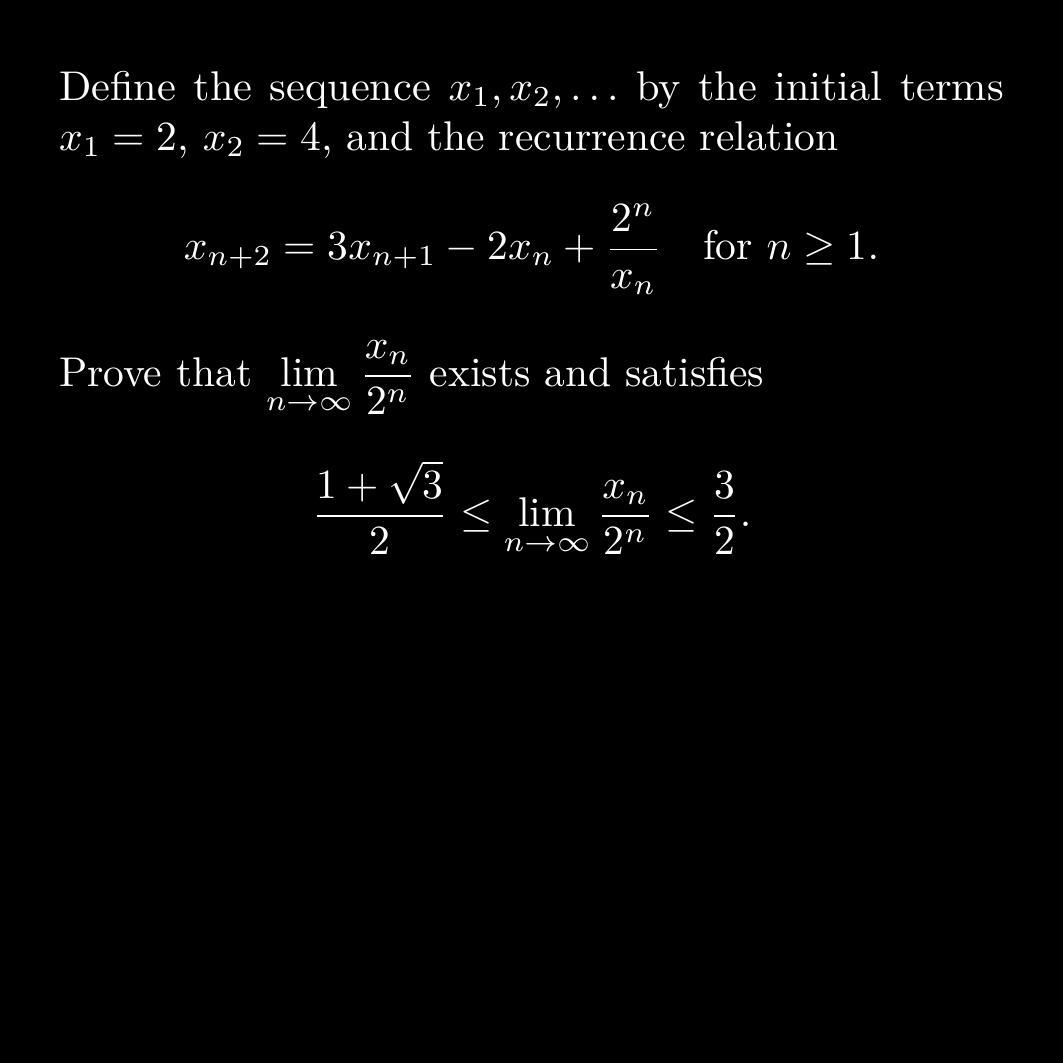 Define the sequence $x_1, x_2, \ldots$ by the initial terms
$x_1 = 2$, $x_2 = 4$, and the recurrence relation
$$x_{n+2} = 3x_{n+1} - 2x_n + \frac{2^n}{x_n} \quad \text{for } n \geq 1.$$
Prove that $\lim\limits_{n \to \infty} \frac{x_n}{2^n}$ exists and satisfies
$$\frac{1 + \sqrt{3}}{2} \leq \lim_{n \to \infty} \frac{x_n}{2^n} \leq \frac{3}{2}.$$